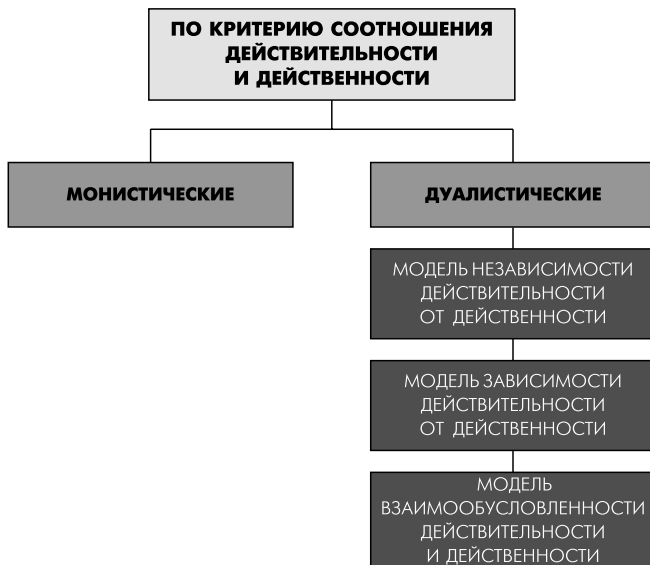 ПО КРИТЕРИЮ СООТНОШЕНИЯ
ДЕЙСТВИТЕЛЬНОСТИ
И ДЕЙСТВЕННОСТИ
МОНИСТИЧЕСКИЕ
ДУАЛИСТИЧЕСКИЕ
МОДЕЛЬ НЕЗАВИСИМОСТИ
ДЕЙСТВИТЕЛЬНОСТИ
ОТ ДЕЙСТВЕННОСТИ
МОДЕЛЬ ЗАВИСИМОСТИ
ДЕЙСТВИТЕЛЬНОСТИ
ОТ ДЕЙСТВЕННОСТИ
МОДЕЛЬ
ВЗАИМООБУСЛОВЛЕННОСТИ
ДЕЙСТВИТЕЛЬНОСТИ
И ДЕЙСТВЕННОСТИ